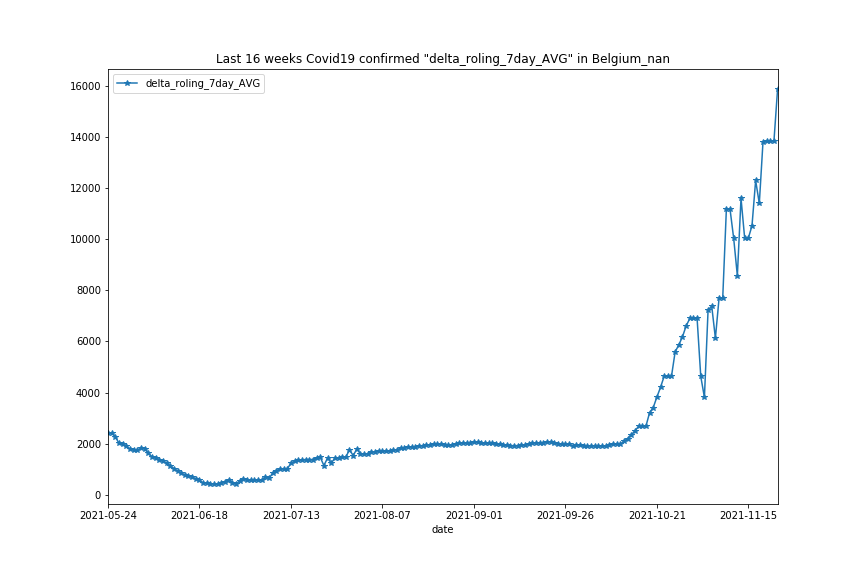 Last 16 weeks Covid19 confirmed "delta_roling_7day_AVG" in Belgium_nan
delta_roling_7day_AVG
16000
14000
12000
10000
8000
6000
4000
2000
0
2021-05-24 2021-06-18 2021-07-13 2021-08-07 2021-09-01 2021-09-26 2021-10-21 2021-11-15
date